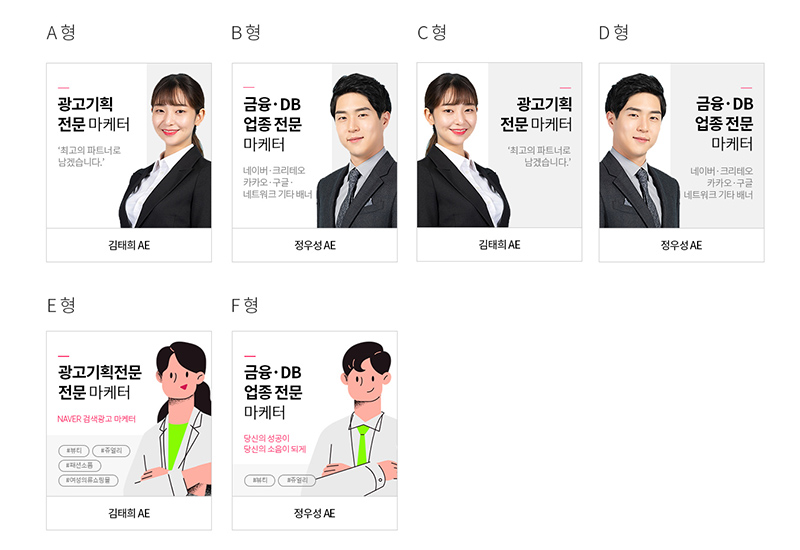 A 형
B 형
C 형
D 형
광고기획
전문 마케터
‘최고의 파트너로
남겠습니다.’
김태희 AE
금융·DB
업종 전문
마케터
네이버·크리테오
카카오·구글·
네트워크 기타 배너
정우성 AE
광고기획
전문 마케터
‘최고의 파트너로
남겠습니다.’
김태희 AE
금융·DB
업종 전문
마케터
네이버·크리테오
카카오·구글
네트워크 기타 배너
정우성 AE
E 형
F 형
광고기획전문
전문 마케터
NAVER 검색광고 마케터
#뷰티 #쥬얼리
#패션소품
#여성의류쇼핑몰
김태희 AE
금융·DB
업종 전문
마케터
당신의 성공이
당신의 소음이 되게
#뷰티 #쥬얼리
정우성 AE